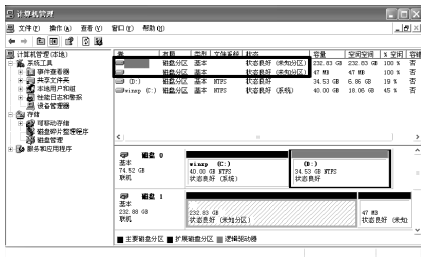 计算机管理
文件(F) 操作(A) 查看(V) 窗口(W) 帮助(H)
计算机管理(本地)
系统工具
事件查看器
共享文件夹
本地用户和组
性能日志和警报
设备管理器
存储
可移动存储
磁盘碎片整理程序
磁盘管理
服务和应用程序
卷 布局 类型 文件系统 状态 容量 空闲空间 % 空闲 容错
磁盘分区 基本 状态良好 (未知分区) 232.83 GB 232.83 GB 100 % 否
磁盘分区 基本 状态良好 (未知分区) 47 MB 47 MB 100 % 否
(D:) 磁盘分区 基本 NTFS 状态良好 34.53 GB 6.86 GB 19 % 否
winxp (C:) 磁盘分区 基本 NTFS 状态良好 (系统) 40.00 GB 18.06 GB 45 % 否
磁盘 0
基本
74.52 GB
联机
winxp (C:)
40.00 GB NTFS
状态良好 (系统)
(D:)
34.53 GB NTFS
状态良好
磁盘 1
基本
232.88 GB
联机
232.83 GB
状态良好 (未知分区)
47 MB
状态良好 (未知
主要磁盘分区 扩展磁盘分区 逻辑驱动器